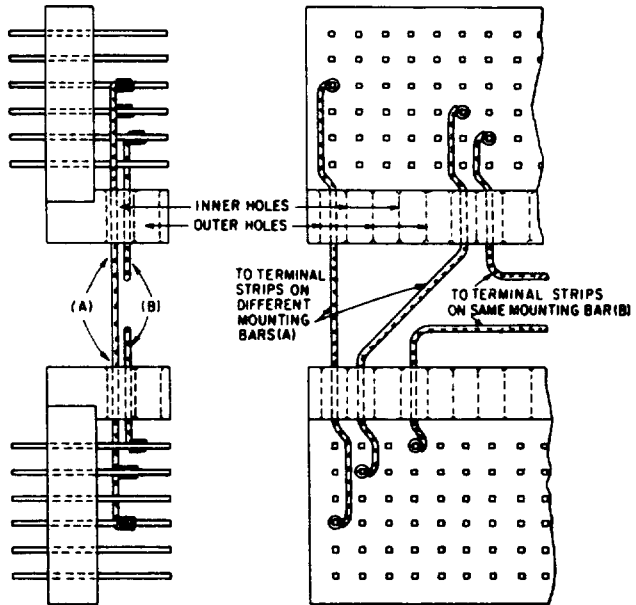 INNER HOLES
OUTER HOLES
(A)
(B)
TO TERMINAL
STRIPS ON
DIFFERENT
MOUNTING
BARS(A)
TO TERMINAL STRIPS
ON SAME MOUNTING BAR(B)